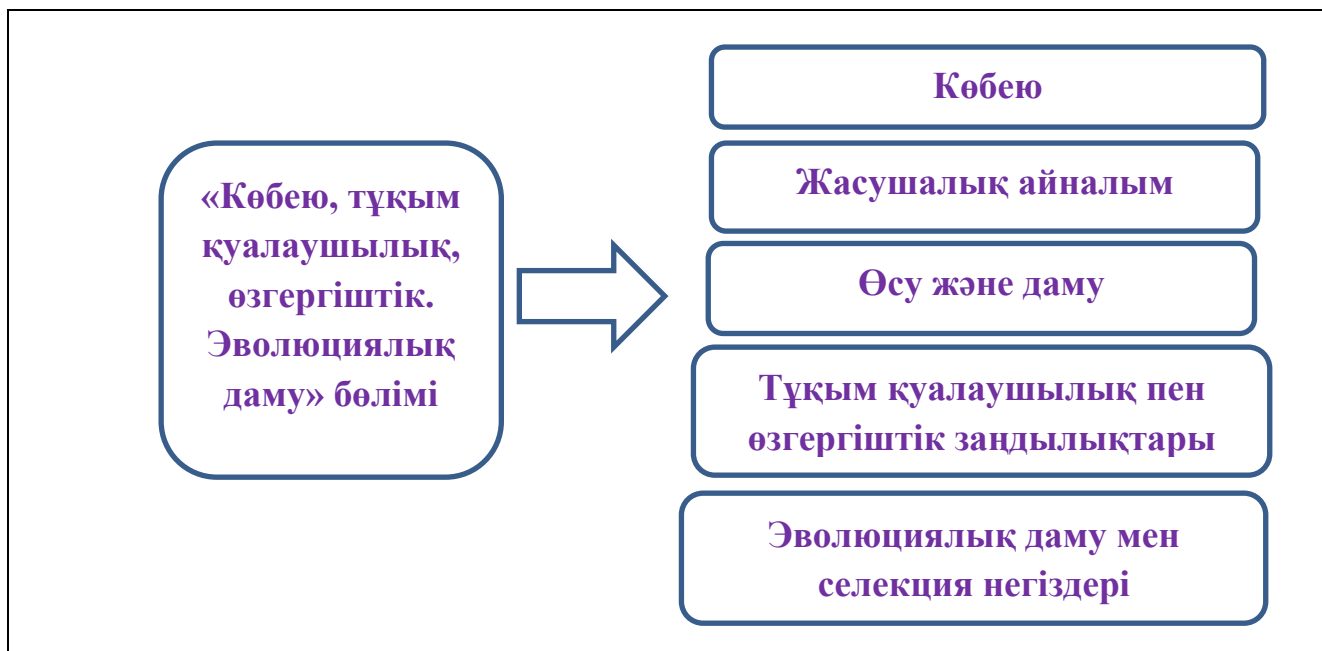 «Көбею, тұқым
қуалаушылық,
өзгергіштік.
Эволюциялық
даму» бөлімі
Көбею
Жасушалық айналым
Өсу және даму
Тұқым қуалаушылық пен
өзгергіштік заңдылықтары
Эволюциялық даму мен
селекция негіздері